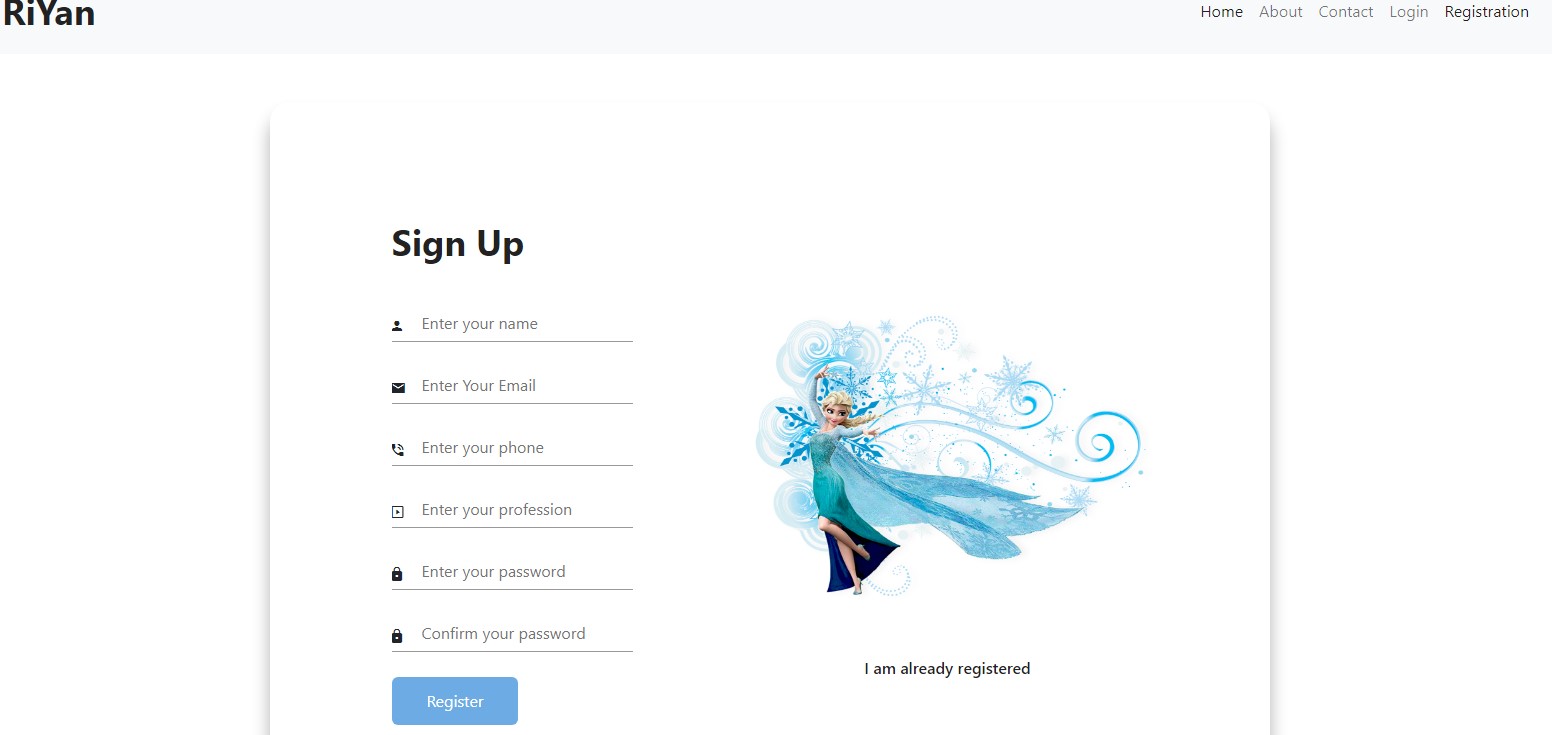 RiYan
Home About Contact Login Registration
Sign Up
Enter your name
Enter Your Email
Enter your phone
Enter your profession
Enter your password
Confirm your password
I am already registered
Register